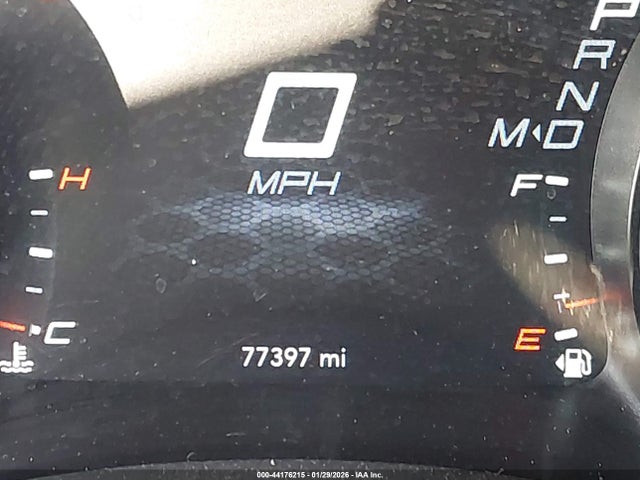 P
R
N
M D
0
MPH
H
F
C
E
77397 mi
000-44176215 - 01/29/2026 - IAA Inc.